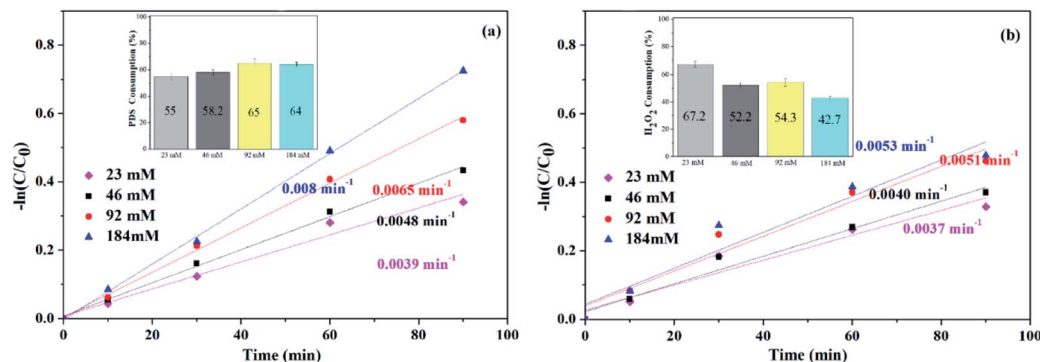 (a)
-ln(C/C0)
0.8
0.6
0.4
0.2
0.0
0
20
40
60
80
100
Time (min)
PDS Consumption (%)
100
80
60
40
20
0
55
58.2
65
64
23 mM
46 mM
92 mM
184 mM
23 mM
46 mM
92 mM
184mM
0.008 min-1
0.0065 min-1
0.0048 min-1
0.0039 min-1
(b)
-ln(C/C0)
0.8
0.6
0.4
0.2
0.0
0
20
40
60
80
100
Time (min)
H2O2 Consumption (%)
100
80
60
40
20
0
67.2
52.2
54.3
42.7
23 mM
46 mM
92 mM
184 mM
23 mM
46 mM
92 mM
184mM
0.0053 min-1
0.0051 min-1
0.0040 min-1
0.0037 min-1